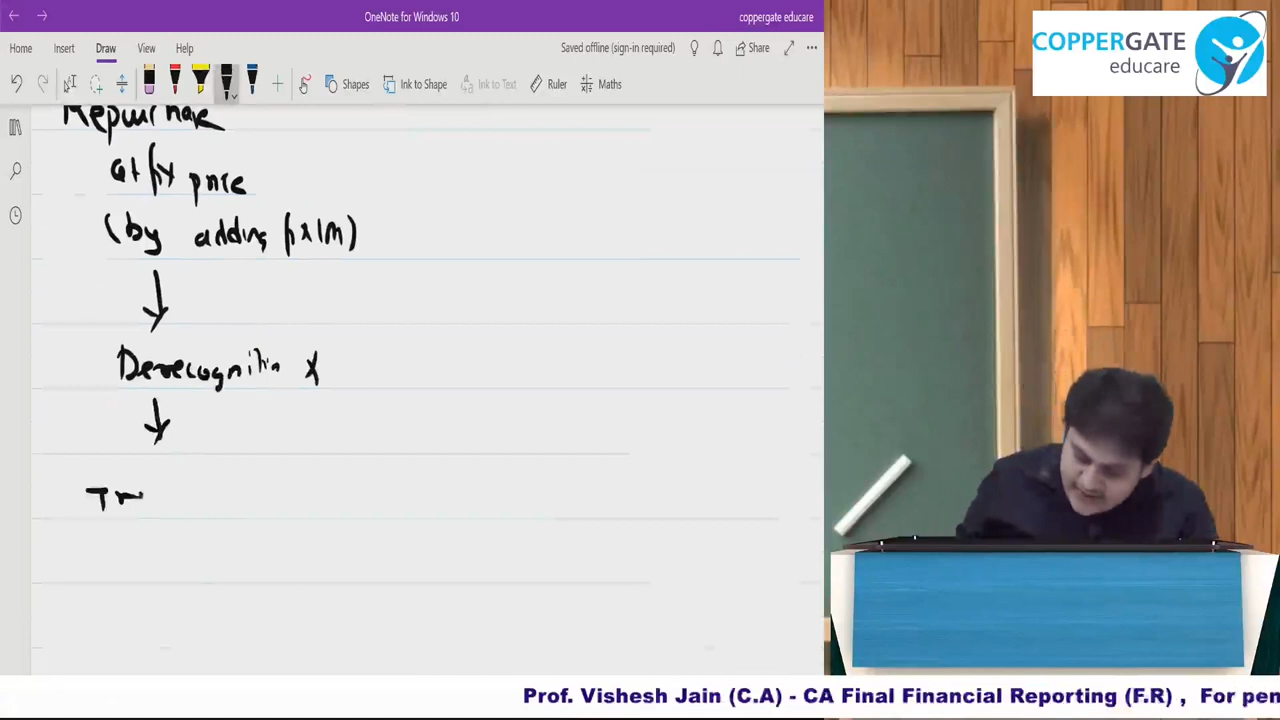 OneNote for Windows 10
coppergate educare
Home Insert Draw View Help
Saved offline (sign-in required)
Share
Shapes
Ink to Shape
Ink to Text
Ruler
Maths
COPPERGATE
educare
at fix price
(by adding
Derecognition X
Prof. Vishesh Jain (C.A) - CA Final Financial Reporting (F.R) , For pen